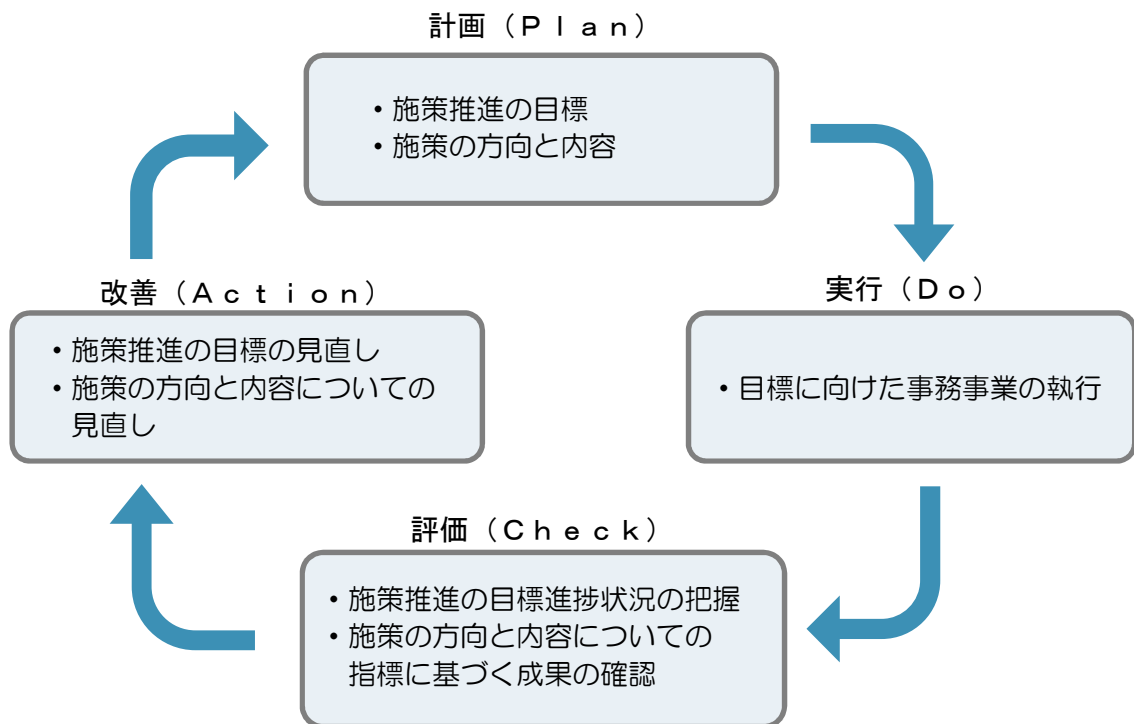 計画（Ｐｌａｎ）
・施策推進の目標
・施策の方向と内容
実行（Ｄｏ）
・目標に向けた事務事業の執行
評価（Ｃｈｅｃｋ）
・施策推進の目標進捗状況の把握
・施策の方向と内容についての
指標に基づく成果の確認
改善（Ａｃｔｉｏｎ）
・施策推進の目標の見直し
・施策の方向と内容についての
見直し